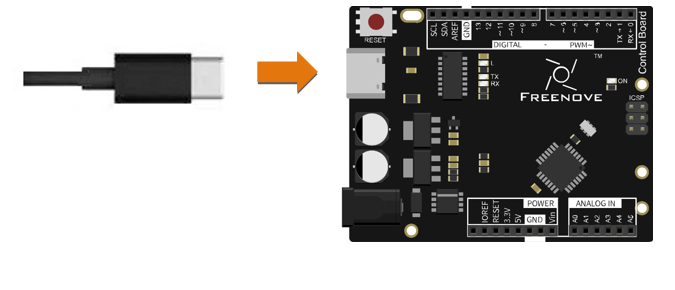 RESET
SCL
SDA
AREF
GND
13
12
~11
~10
~9
8
7
~6
~5
4
~3
2
TX→1
RX←0
DIGITAL - PWM~
Control Board
L
TX
RX
TM
FREENOVE
ON
ICSP
POWER
ANALOG IN
IOREF
RESET
3.3V
5V
GND
Vin
A0
A1
A2
A3
A4
A5